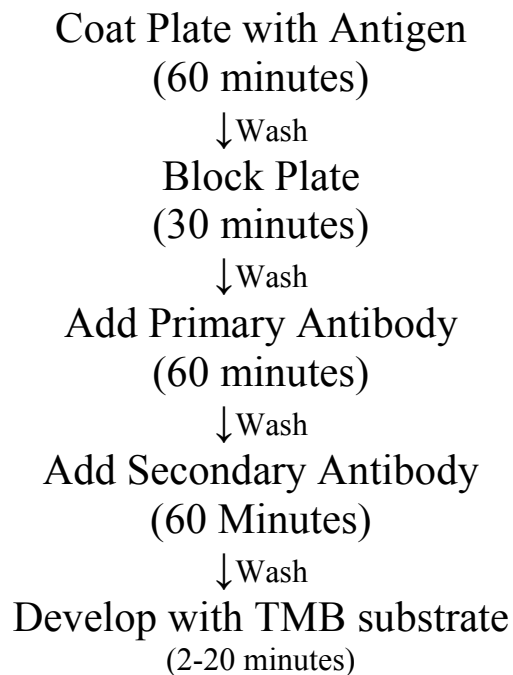 Coat Plate with Antigen
(60 minutes)
↓Wash
Block Plate
(30 minutes)
↓Wash
Add Primary Antibody
(60 minutes)
↓Wash
Add Secondary Antibody
(60 Minutes)
↓Wash
Develop with TMB substrate
(2-20 minutes)